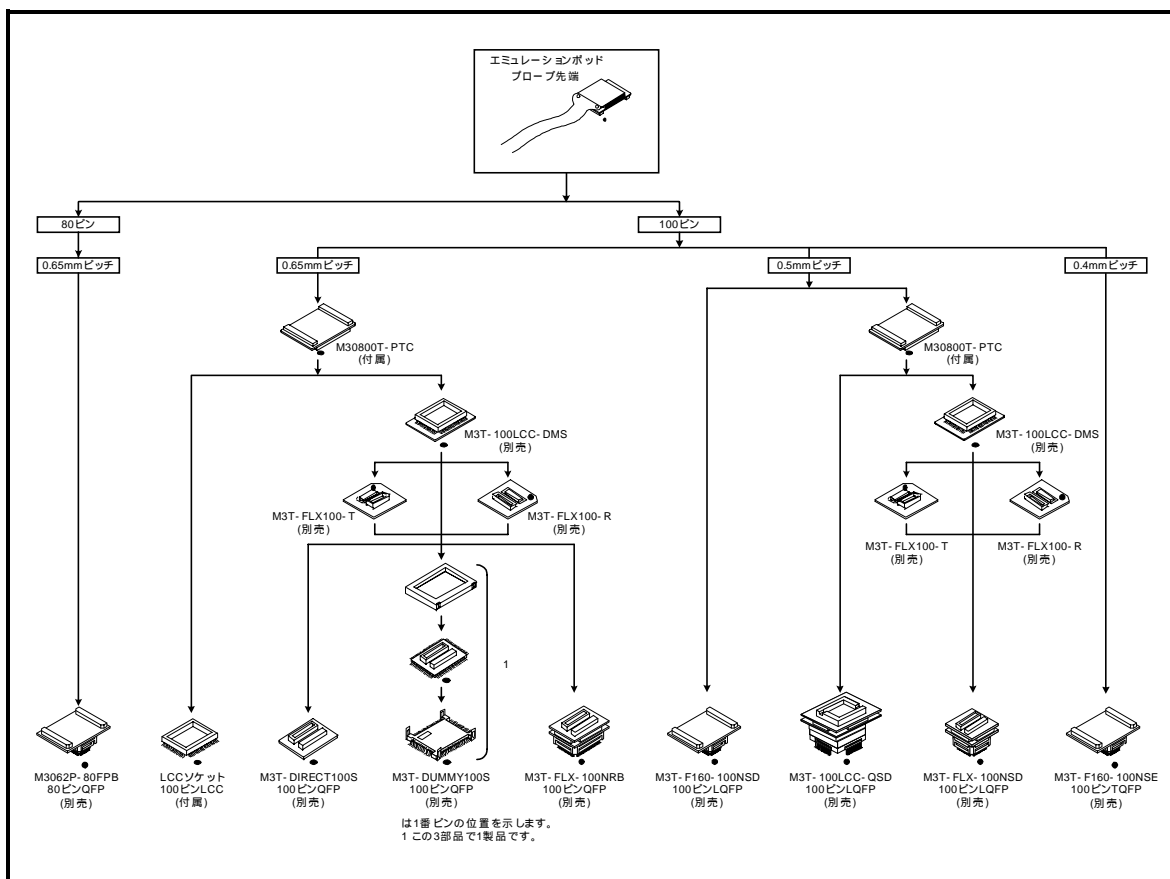 エミュレーションポッド
プローブ先端
80ピン
100ピン
0.65mmピッチ
0.65mmピッチ
0.5mmピッチ
0.4mmピッチ
M30800T-PTC
(付属)
M30800T-PTC
(付属)
M3T-100LCC-DMS
(別売)
M3T-100LCC-DMS
(別売)
M3T-FLX100-T
(別売)
M3T-FLX100-R
(別売)
M3T-FLX100-T
(別売)
M3T-FLX100-R
(別売)
1
M3062P-80FPB
80ピンQFP
(別売)
LCCソケット
100ピンLCC
(付属)
M3T-DIRECT100S
100ピンQFP
(別売)
M3T-DUMMY100S
100ピンQFP
(別売)
M3T-FLX-100NRB
100ピンQFP
(別売)
M3T-F160-100NSD
100ピンLQFP
(別売)
M3T-100LCC-QSD
100ピンLQFP
(別売)
M3T-FLX-100NSD
100ピンLQFP
(別売)
M3T-F160-100NSE
100ピンTQFP
(別売)
は1番ピンの位置を示します。
1 この3部品で1製品です。